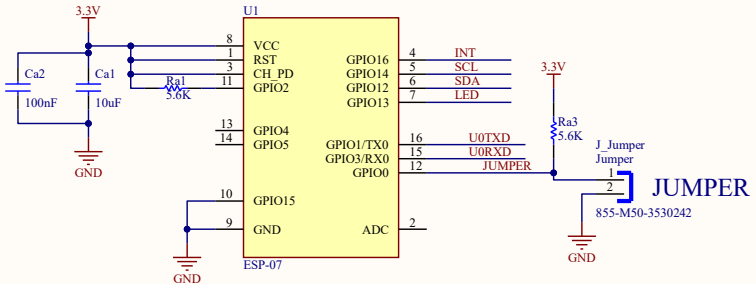 3.3V
U1
8
VCC
1
RST
3
CH_PD
11
GPIO2
Ra1
5.6K
Ca2
100nF
Ca1
10uF
GND
13
GPIO4
14
GPIO5
10
GPIO15
9
GND
GND
ESP-07
GPIO16
4
INT
GPIO14
5
SCL
GPIO12
6
SDA
GPIO13
7
LED
GPIO1/TX0
16
U0TXD
GPIO3/RX0
15
U0RXD
GPIO0
12
JUMPER
ADC
2
3.3V
Ra3
5.6K
J_Jumper
Jumper
1
2
JUMPER
855-M50-3530242
GND